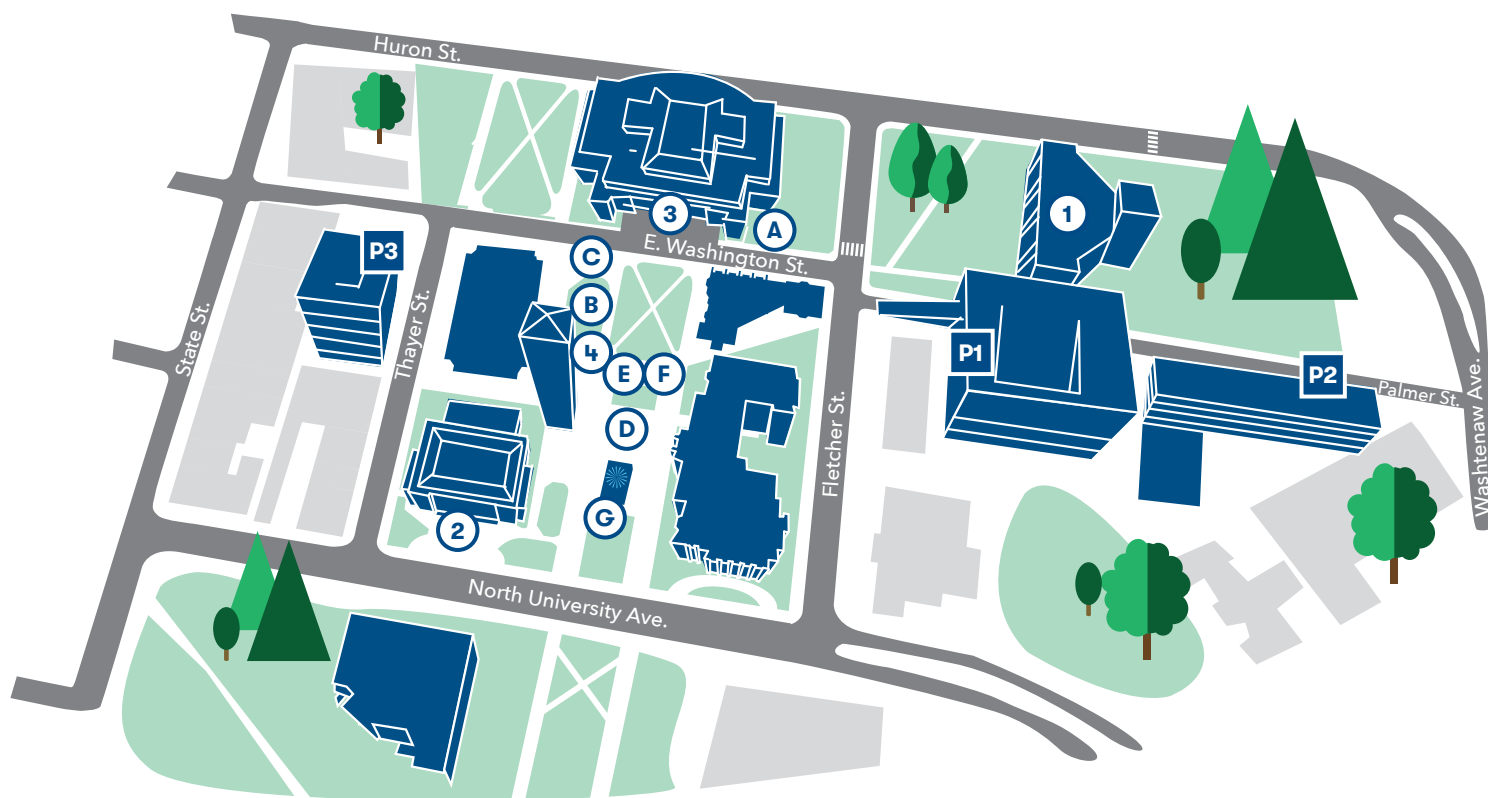 Huron St.
1
3
A
P3
E. Washington St.
C
B
State St.
Thayer St.
4
P1
E
F
P2
Palmer St.
Washtenaw Ave.
D
Fletcher St.
G
2
North University Ave.